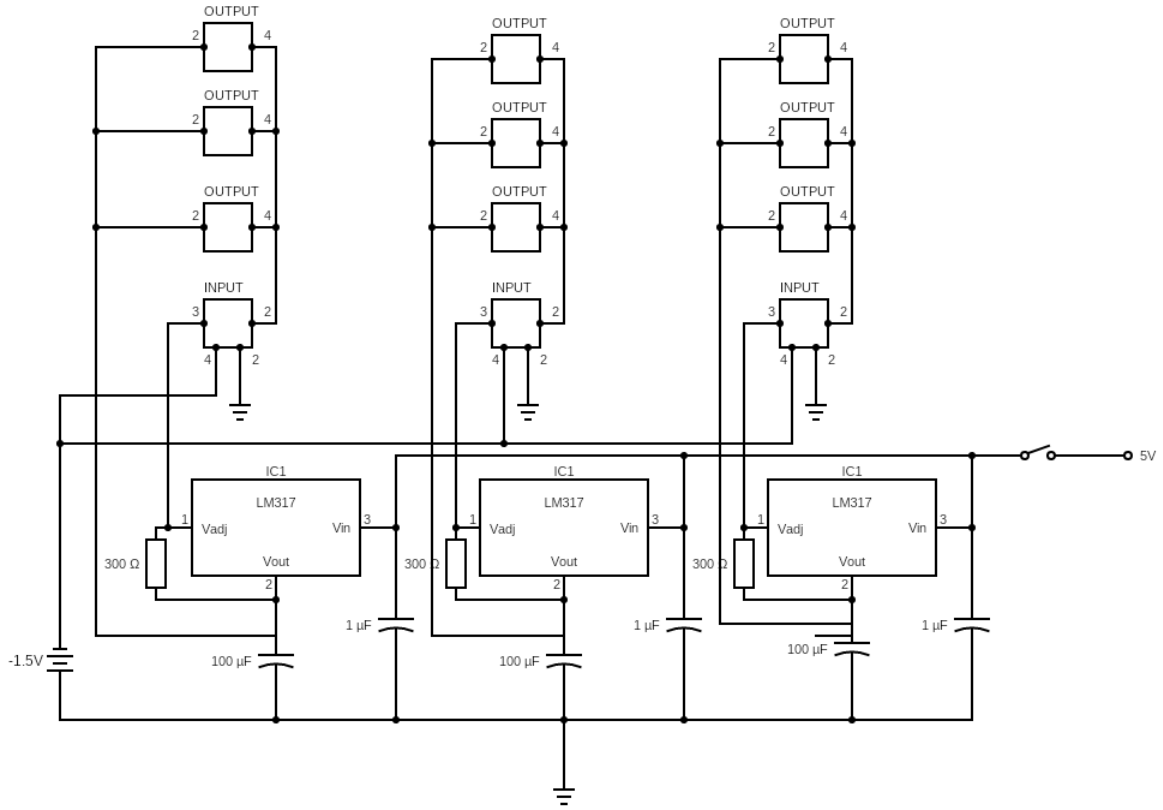 OUTPUT
2 4
OUTPUT
2 4
OUTPUT
2 4
INPUT
3 2
4 2
OUTPUT
2 4
OUTPUT
2 4
OUTPUT
2 4
INPUT
3 2
4 2
OUTPUT
2 4
OUTPUT
2 4
OUTPUT
2 4
INPUT
3 2
4 2
5V
IC1
LM317
1 Vadj Vin 3
Vout
2
300 Ω
1 µF
100 µF
IC1
LM317
1 Vadj Vin 3
Vout
2
300 Ω
1 µF
100 µF
IC1
LM317
1 Vadj Vin 3
Vout
2
300 Ω
1 µF
100 µF
-1.5V